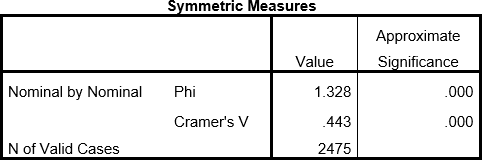 Symmetric Measures
Value Approximate Significance
Nominal by Nominal Phi 1.328 .000
Cramer's V .443 .000
N of Valid Cases 2475